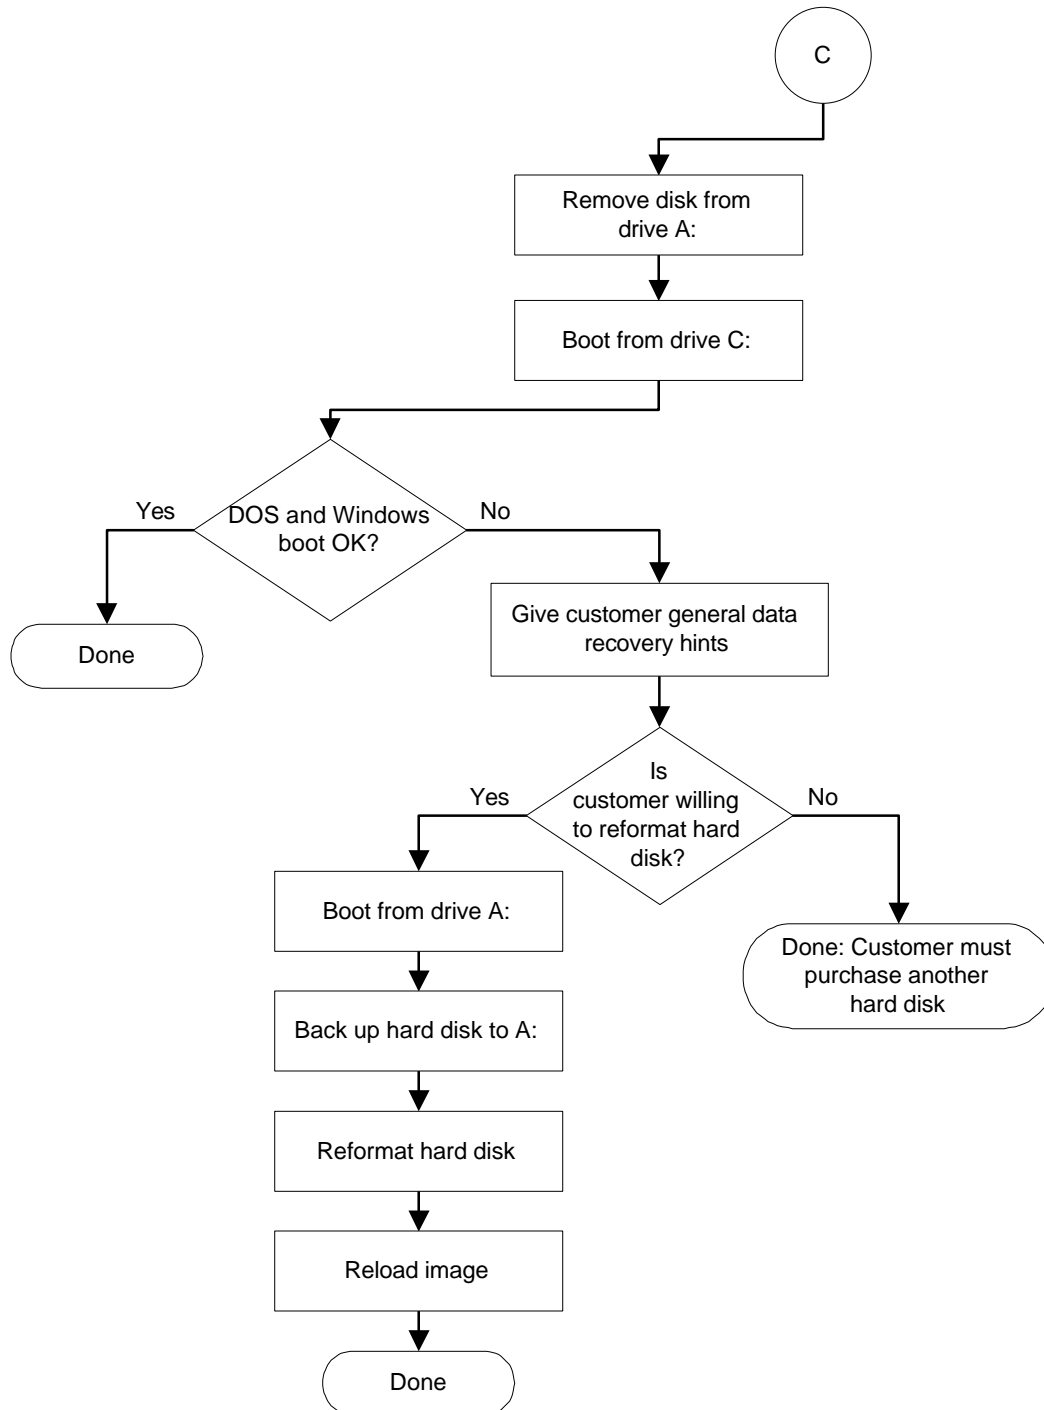 C
Remove disk from
drive A:
Boot from drive C:
DOS and Windows
boot OK?
Yes
No
Done
Give customer general data
recovery hints
Is
customer willing
to reformat hard
disk?
Yes
No
Boot from drive A:
Done: Customer must
purchase another
hard disk
Back up hard disk to A:
Reformat hard disk
Reload image
Done